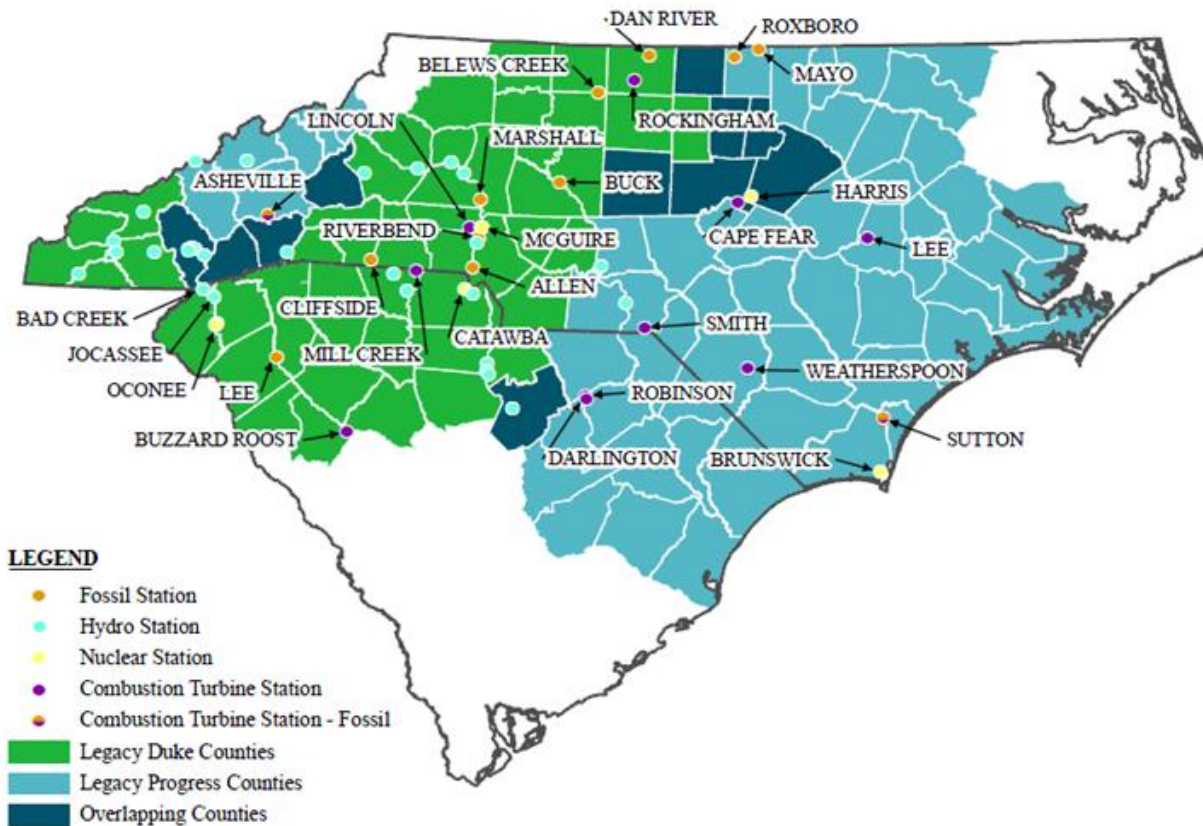 DAN RIVER
ROXBORO
BELEWS CREEK
MAYO
LINCOLN
ROCKINGHAM
MARSHALL
ASHEVILLE
BUCK
HARRIS
RIVERBEND
MCGUIRE
CAPE FEAR
LEE
ALLEN
BAD CREEK
CLIFFSIDE
SMITH
JOCASSEE
MILL CREEK
CATAWBA
OCONEE
LEE
WEATHERSPOON
ROBINSON
BUZZARD ROOST
SUTTON
DARLINGTON
BRUNSWICK
LEGEND
Fossil Station
Hydro Station
Nuclear Station
Combustion Turbine Station
Combustion Turbine Station - Fossil
Legacy Duke Counties
Legacy Progress Counties
Overlapping Counties